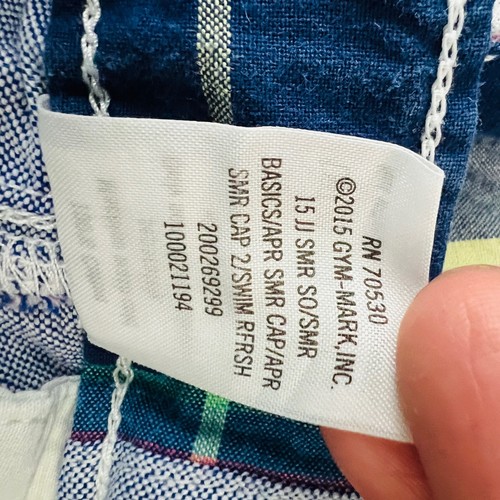 RN 70530
©2015 GYM-MARK,INC.
15 JJ SMR SO/SMR
BASICS/APR SMR CAP/APR
SMR CAP 2/SWIM RFRSH
200269299
100021194